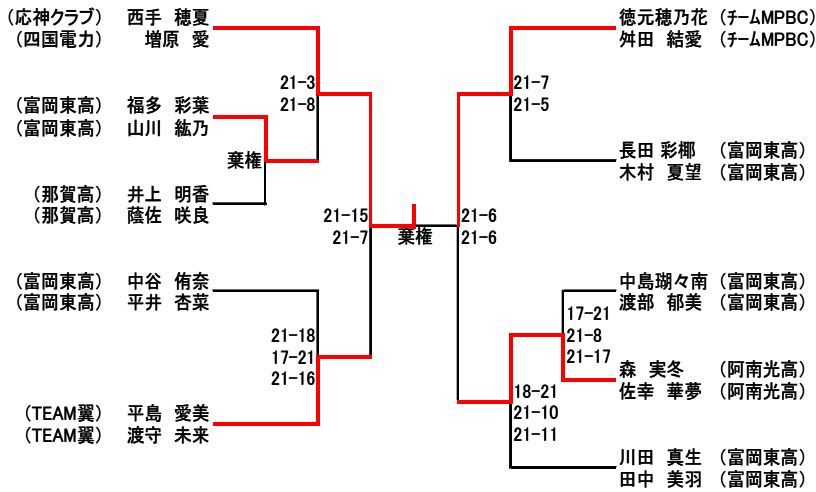 （応神クラブ） 西手 穂夏
（四国電力） 増原 愛
21-3
21-8
（富岡東高） 福多 彩葉
（富岡東高） 山川 紘乃
棄権
（那賀高） 井上 明香
（那賀高） 蔭佐 咲良
21-15
21-7
（富岡東高） 中谷 侑奈
（富岡東高） 平井 杏菜
21-18
17-21
21-16
（TEAM翼） 平島 愛美
（TEAM翼） 渡守 未来
棄権
徳元穂乃花 （ﾁｰﾑMPBC）
舛田 結愛 （ﾁｰﾑMPBC）
21-7
21-5
長田 彩椰 （富岡東高）
木村 夏望 （富岡東高）
21-6
21-6
中島瑚々南 （富岡東高）
渡部 郁美 （富岡東高）
17-21
21-8
21-17
森 実冬 （阿南光高）
佐幸 華夢 （阿南光高）
18-21
21-10
21-11
川田 真生 （富岡東高）
田中 美羽 （富岡東高）